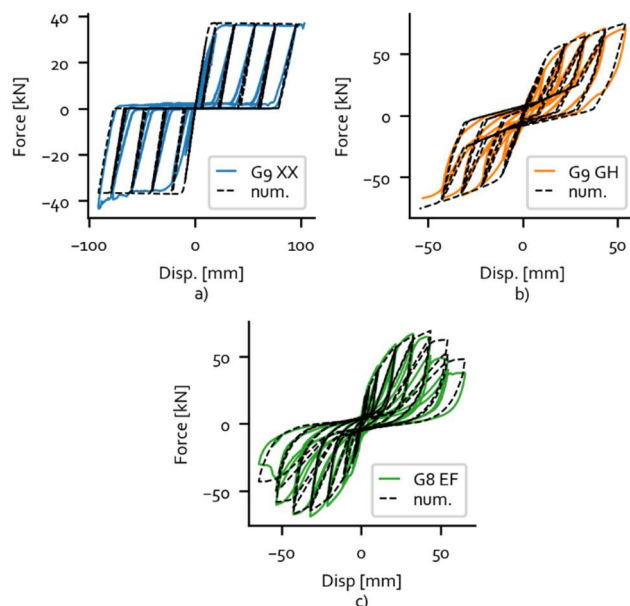 40
20
0
−20
−40
Force [kN]
G9 XX
num.
−100 0 100
Disp. [mm]
a)
50
0
−50
Force [kN]
G9 GH
num.
−50 0 50
Disp. [mm]
b)
50
0
−50
Force [kN]
G8 EF
num.
−50 0 50
Disp [mm]
c)